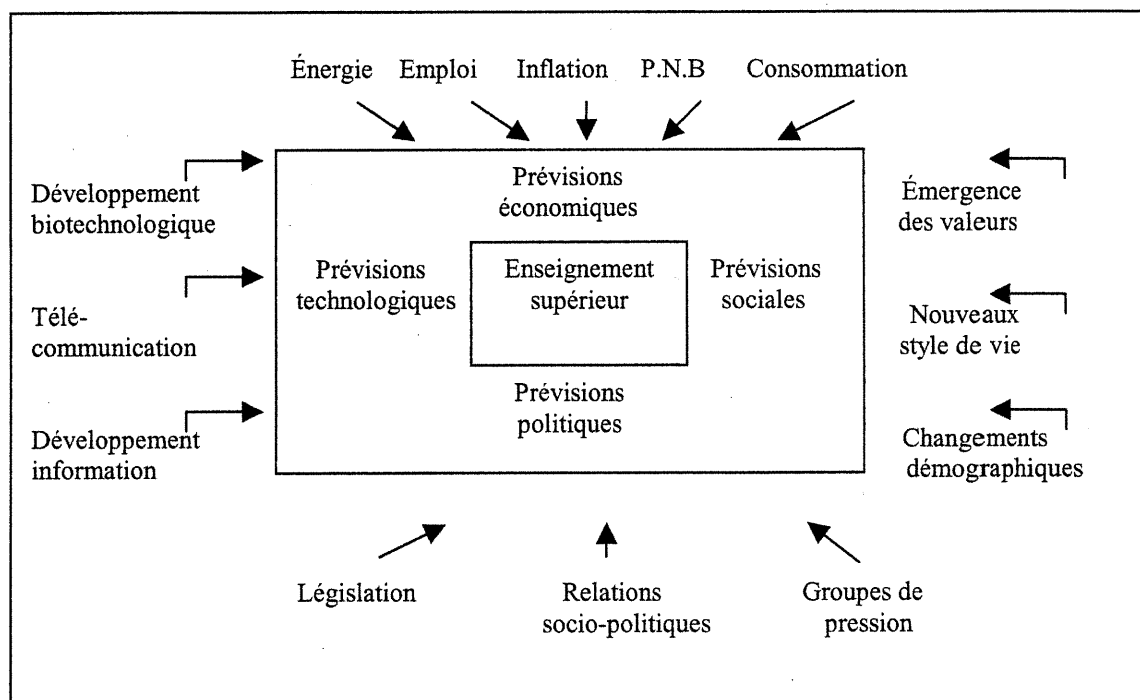 Énergie Emploi Inflation P.N.B Consommation
Prévisions
économiques
Développement
biotechnologique
Émergence
des valeurs
Prévisions
technologiques
Enseignement
supérieur
Prévisions
sociales
Télé-
communication
Nouveaux
style de vie
Prévisions
politiques
Développement
information
Changements
démographiques
Législation
Relations
socio-politiques
Groupes de
pression